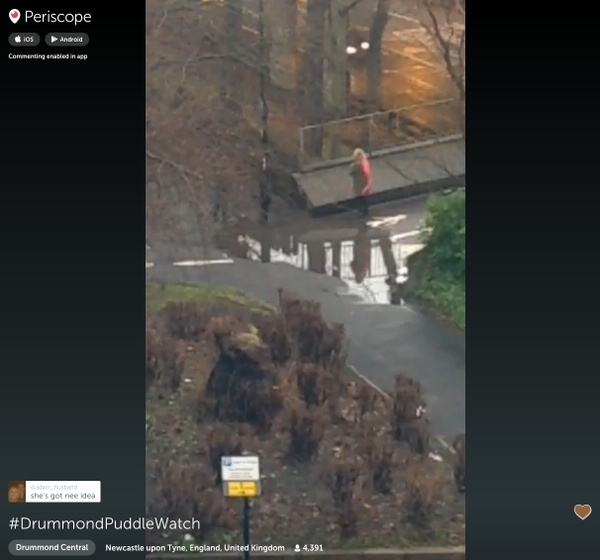 Periscope
iOS Android
Commenting enabled in app
she's got nee idea
#DrummondPuddleWatch
Drummond Central Newcastle upon Tyne, England, United Kingdom 4,391